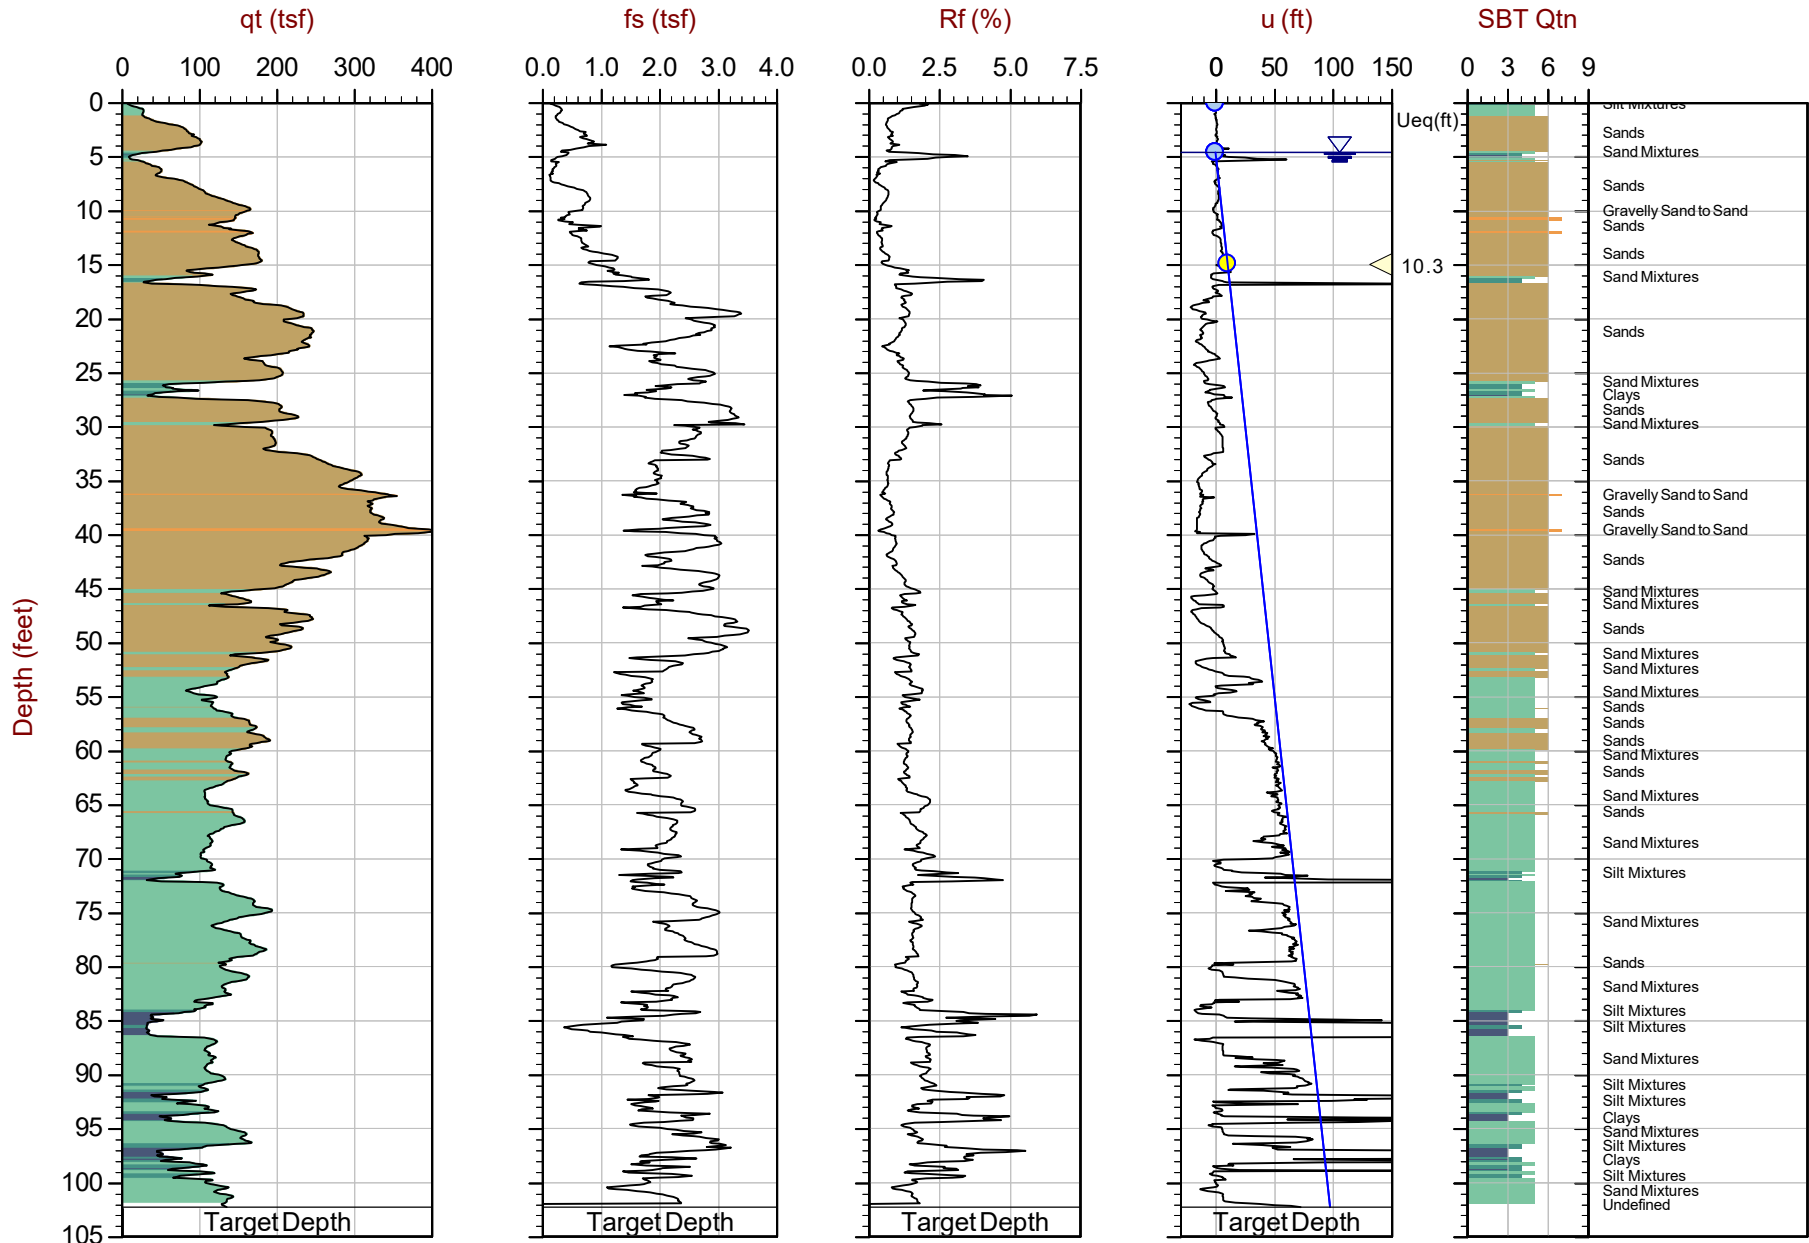 qt (tsf) fs (tsf) Rf (%) u (ft) SBT Qtn
0 100 200 300 400 0.0 1.0 2.0 3.0 4.0 0.0 2.5 5.0 7.5 0 50 100 150 0 3 6 9
Depth (feet)
0
5
10
15
20
25
30
35
40
45
50
55
60
65
70
75
80
85
90
95
100
105
Ueq(ft)
10.3
Silt Mixtures
Sands
Sand Mixtures
Sands
Gravelly Sand to Sand
Sands
Sands
Sand Mixtures
Sands
Sand Mixtures
Clays
Sands
Sand Mixtures
Sands
Gravelly Sand to Sand
Sands
Gravelly Sand to Sand
Sands
Sand Mixtures
Sand Mixtures
Sands
Sand Mixtures
Sand Mixtures
Sand Mixtures
Sands
Sands
Sands
Sand Mixtures
Sands
Sand Mixtures
Sands
Sand Mixtures
Silt Mixtures
Sand Mixtures
Sands
Sand Mixtures
Silt Mixtures
Silt Mixtures
Sand Mixtures
Silt Mixtures
Silt Mixtures
Clays
Sand Mixtures
Silt Mixtures
Clays
Silt Mixtures
Sand Mixtures
Undefined
Target Depth Target Depth Target Depth Target Depth